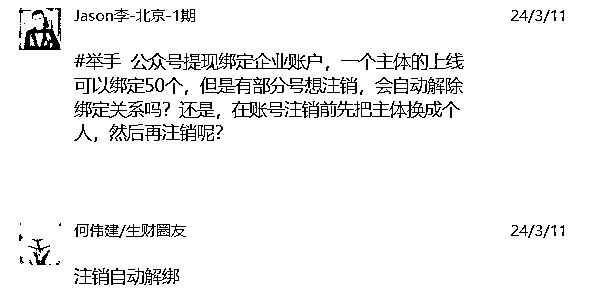 Jason李-北京-1期
24/3/11
#举手 公众号提现绑定企业账户，一个主体的上线
可以绑定50个，但是有部分号想注销，会自动解除
绑定关系吗？还是，在账号注销前先把主体换成个
人，然后再注销呢？
何伟建/生财圈友
24/3/11
注销自动解绑